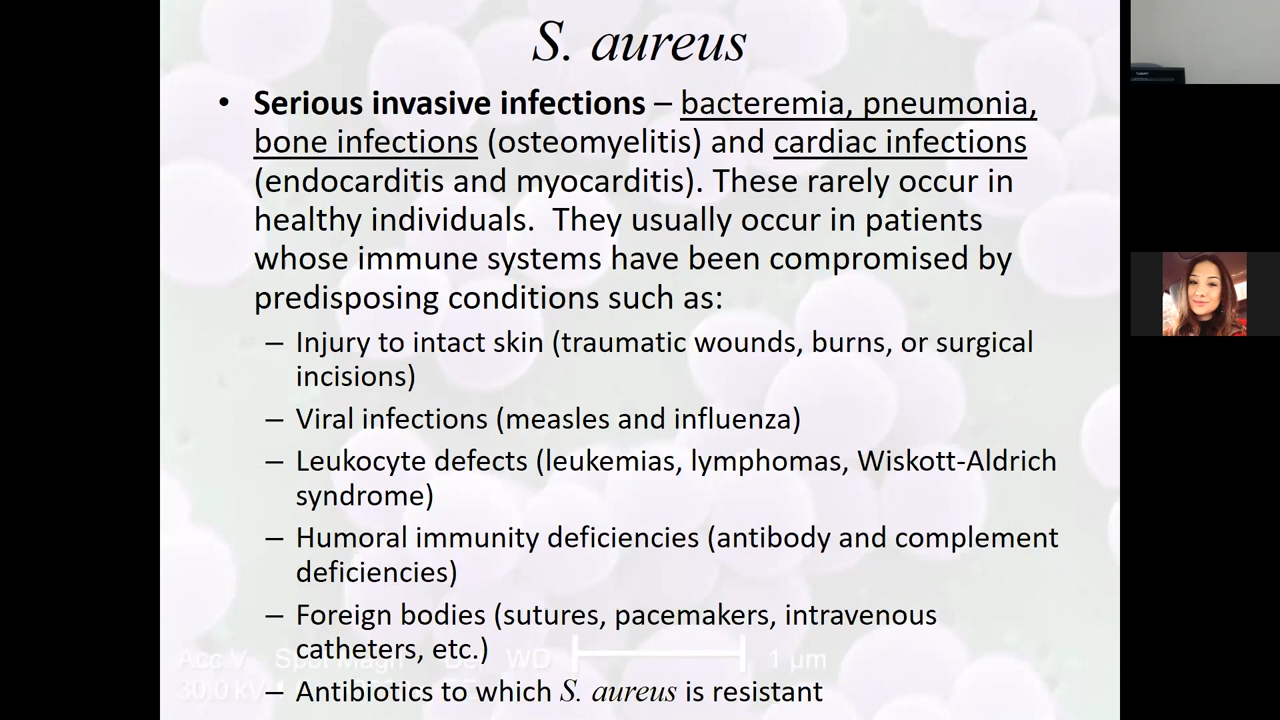 S. aureus
• Serious invasive infections – bacteremia, pneumonia,
bone infections (osteomyelitis) and cardiac infections
(endocarditis and myocarditis). These rarely occur in
healthy individuals.  They usually occur in patients
whose immune systems have been compromised by
predisposing conditions such as:
– Injury to intact skin (traumatic wounds, burns, or surgical
incisions)
– Viral infections (measles and influenza)
– Leukocyte defects (leukemias, lymphomas, Wiskott-Aldrich
syndrome)
– Humoral immunity deficiencies (antibody and complement
deficiencies)
– Foreign bodies (sutures, pacemakers, intravenous
catheters, etc.)
Acc V Spot Magn WD 1 µm
30.0 kV
– Antibiotics to which S. aureus is resistant